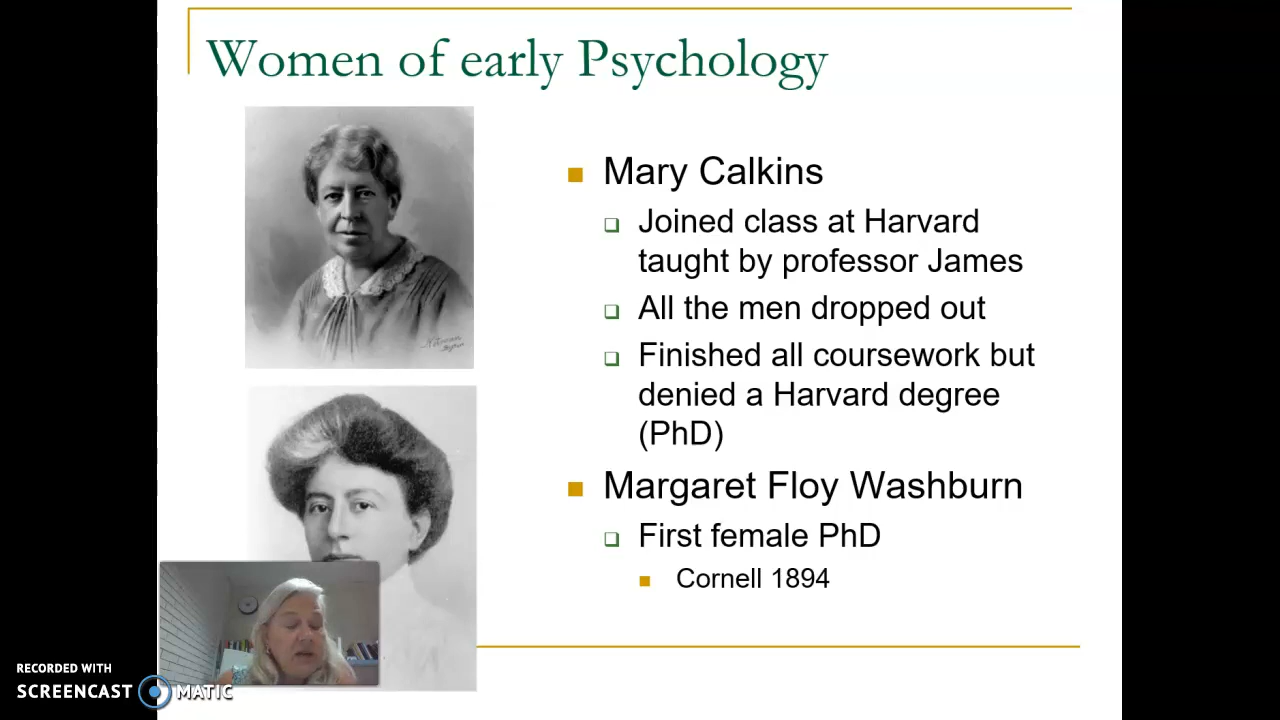 Women of early Psychology
Mary Calkins
Joined class at Harvard
taught by professor James
All the men dropped out
Finished all coursework but
denied a Harvard degree
(PhD)
Margaret Floy Washburn
First female PhD
Cornell 1894
RECORDED WITH
SCREENCAST MATIC